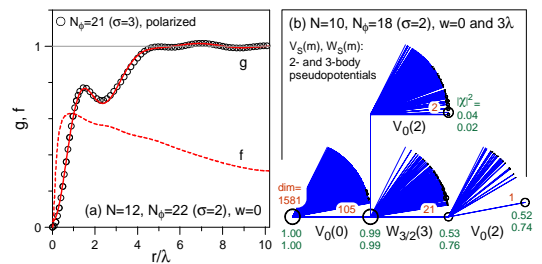 N_ϕ=21 (σ=3), polarized
g
f
g, f
1
0
0
2
4
6
8
10
r/λ
(a) N=12, N_ϕ=22 (σ=2), w=0
(b) N=10, N_ϕ=18 (σ=2), w=0 and 3λ
V_S(m), W_S(m):
2- and 3-body
pseudopotentials
2
|χ|²=
0.04
0.02
V_0(2)
dim=
1581
105
21
1
1.00
1.00
V_0(0)
0.99
0.99
W_{3/2}(3)
0.53
0.76
V_0(2)
0.52
0.74